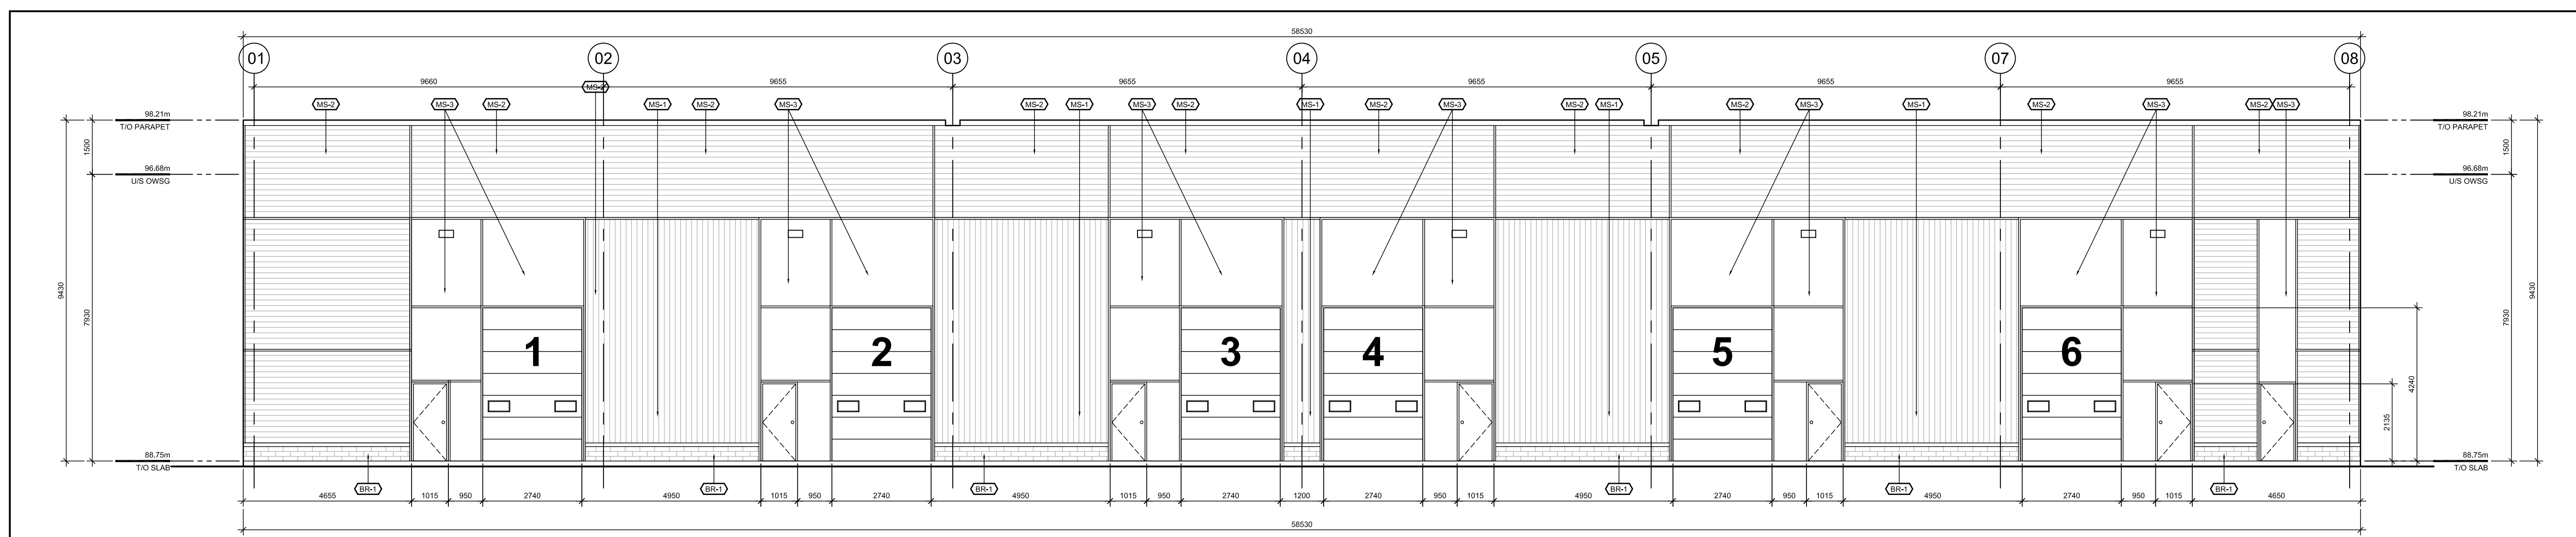 58530
01 02 03 04 05 07 08
9660 9655 9655 9655 9655 9655
MS-2
MS-2 MS-3 MS-2 MS-1 MS-2 MS-3 MS-2 MS-1 MS-3 MS-2 MS-1 MS-2 MS-3 MS-2 MS-1 MS-2 MS-3 MS-1 MS-2 MS-3 MS-2 MS-3
98.21m 98.21m
T/O PARAPET T/O PARAPET
1500 1500
96.68m 96.68m
U/S OWSG U/S OWSG
9430 7930 7930 9430
1 2 3 4 5 6
4240
2135
88.75m 88.75m
T/O SLAB T/O SLAB
BR-1 BR-1 BR-1 BR-1 BR-1 BR-1
4655 1015 950 2740 4950 1015 950 2740 4950 1015 950 2740 1200 2740 950 1015 4950 2740 950 1015 4950 2740 950 1015 4650
58530